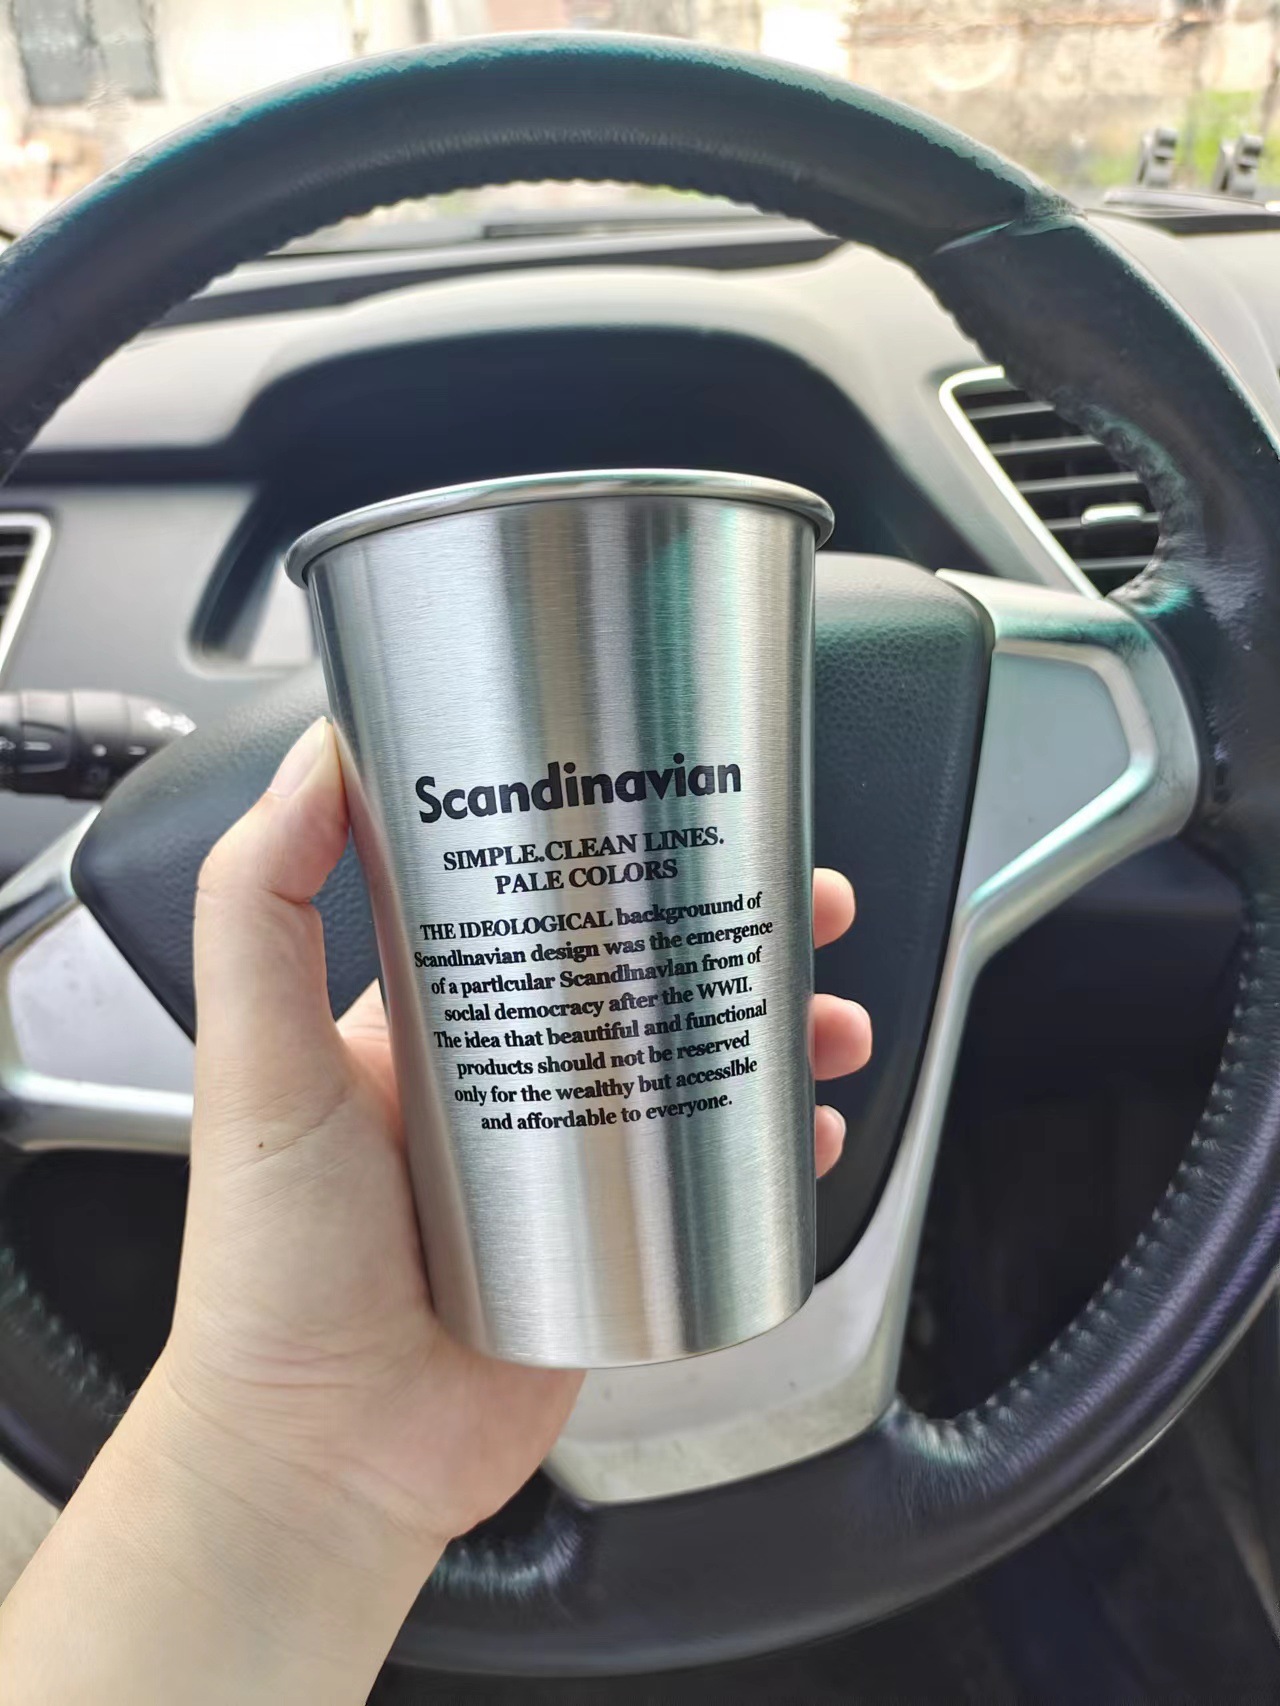 Scandinavian
SIMPLE.CLEAN LINES.
PALE COLORS
THE IDEOLOGICAL backgrouund of
Scandlnavian design was the emergence
of a partlcular Scandlnavlan from of
soclal democracy after the WWII.
The idea that beautiful and functional
products should not be reserved
only for the wealthy but accesslble
and affordable to everyone.